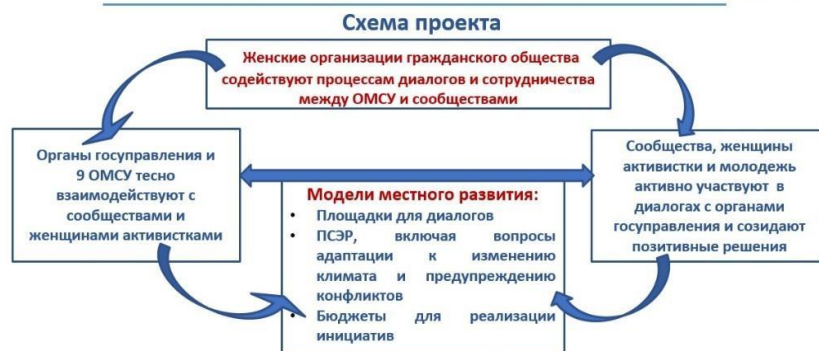 Схема проекта
Женские организации гражданского общества
содействуют процессам диалогов и сотрудничества
между ОМСУ и сообществами
Органы госуправления и
9 ОМСУ тесно
взаимодействуют с
сообществами и
женщинами активистками
Модели местного развития:
• Площадки для диалогов
• ПСЭР, включая вопросы
адаптации к изменению
климата и предупреждению
конфликтов
• Бюджеты для реализации
инициатив
Сообщества, женщины
активистки и молодежь
активно участвуют в
диалогах с органами
госуправления и созидают
позитивные решения